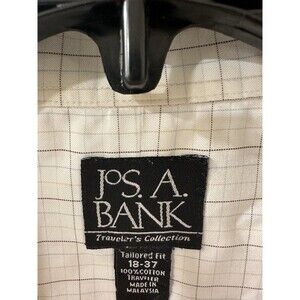 JoS. A.
BANK
Traveler's Collection
Tailored Fit
18-37
100% COTTON
TRAVELER
MADE IN
MALAYSIA